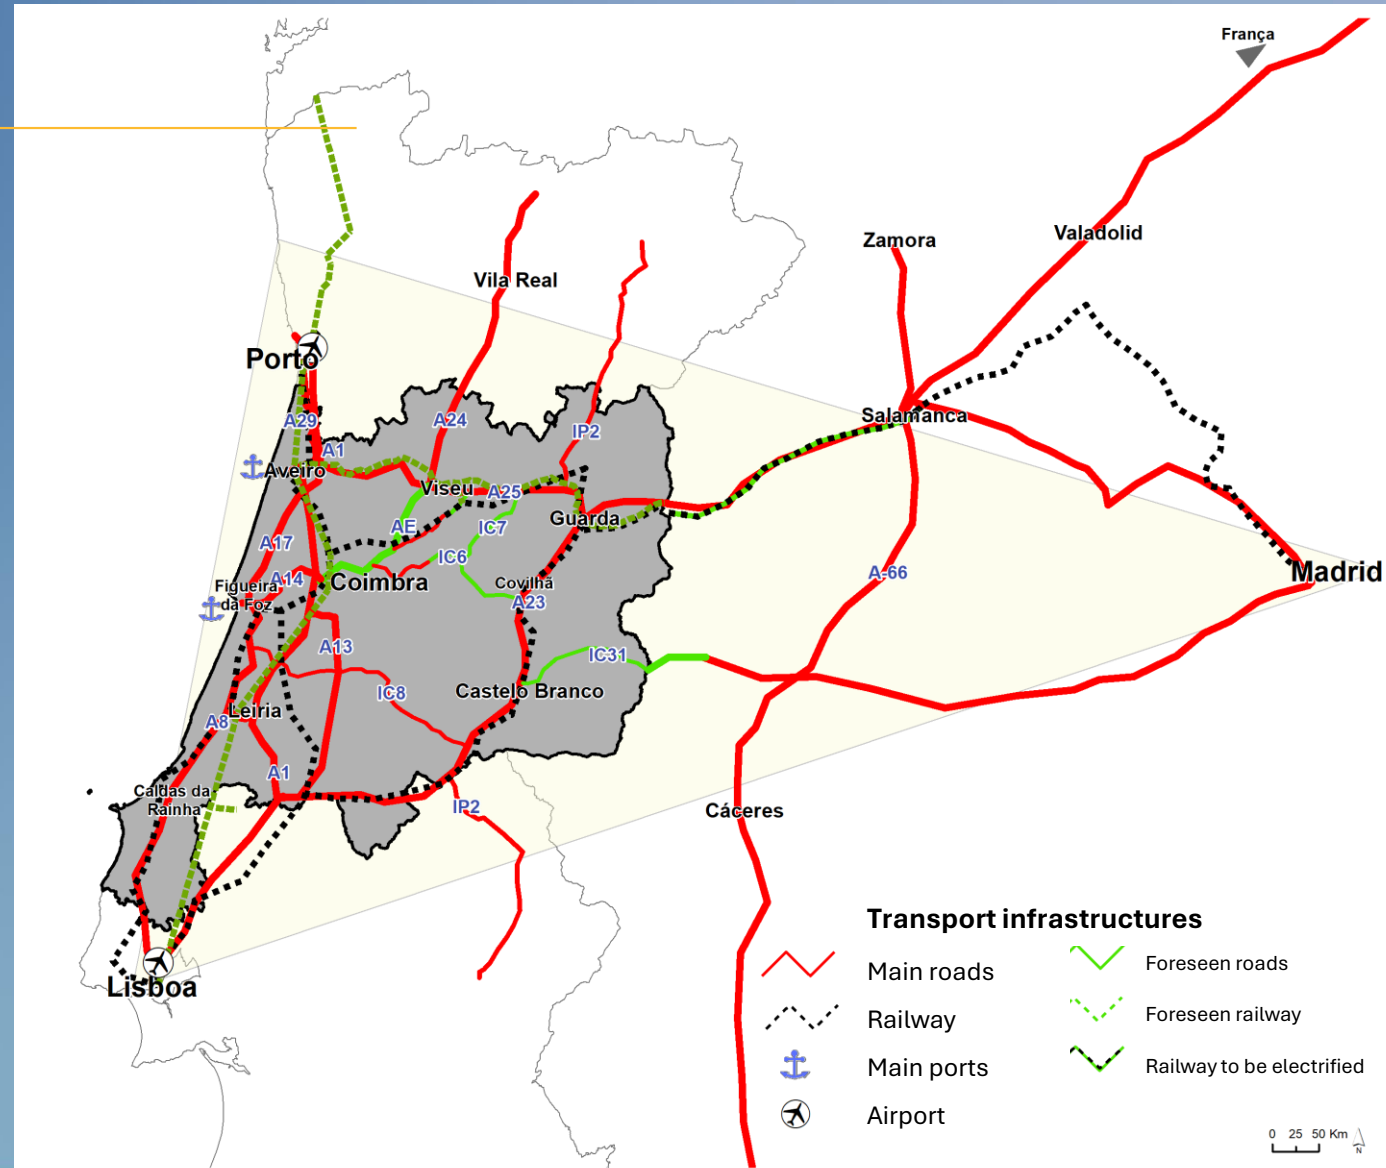 França
Zamora
Valadolid
Vila Real
Porto
A29
A24
IP2
Salamanca
A1
Aveiro
Viseu
A25
Guarda
AE
IC7
A17
IC6
Madrid
A14
Coimbra
Covilhã
A-66
Figueira
da Foz
A23
A13
IC31
IC8
Castelo Branco
A8
Leiria
A1
Caldas da
Rainha
IP2
Cáceres
Lisboa
Transport infrastructures
Main roads
Foreseen roads
Railway
Foreseen railway
Main ports
Railway to be electrified
Airport
0 25 50 Km
N